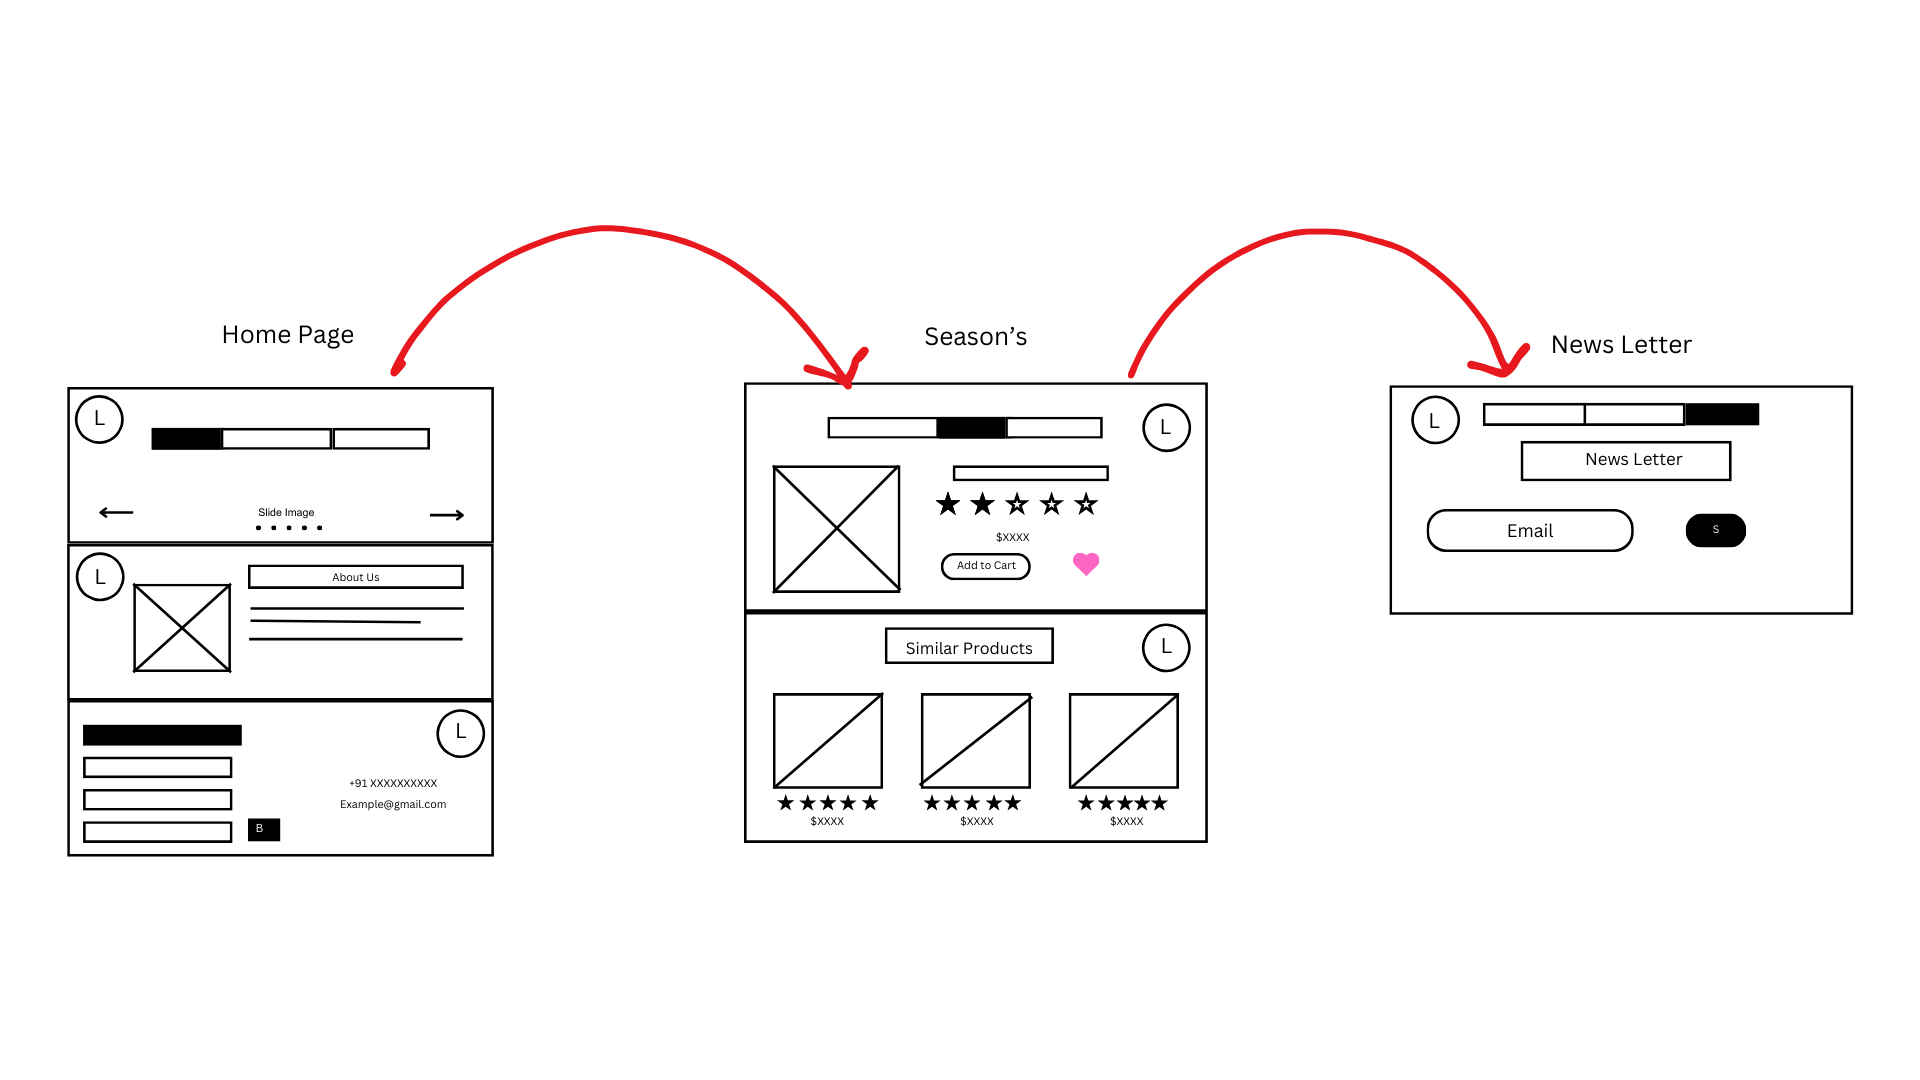 Home Page
L
Slide Image
L
About Us
L
+91 XXXXXXXXXX
Example@gmail.com
B
Season’s
L
$XXXX
Add to Cart
Similar Products
L
$XXXX
$XXXX
$XXXX
News Letter
L
News Letter
Email
S